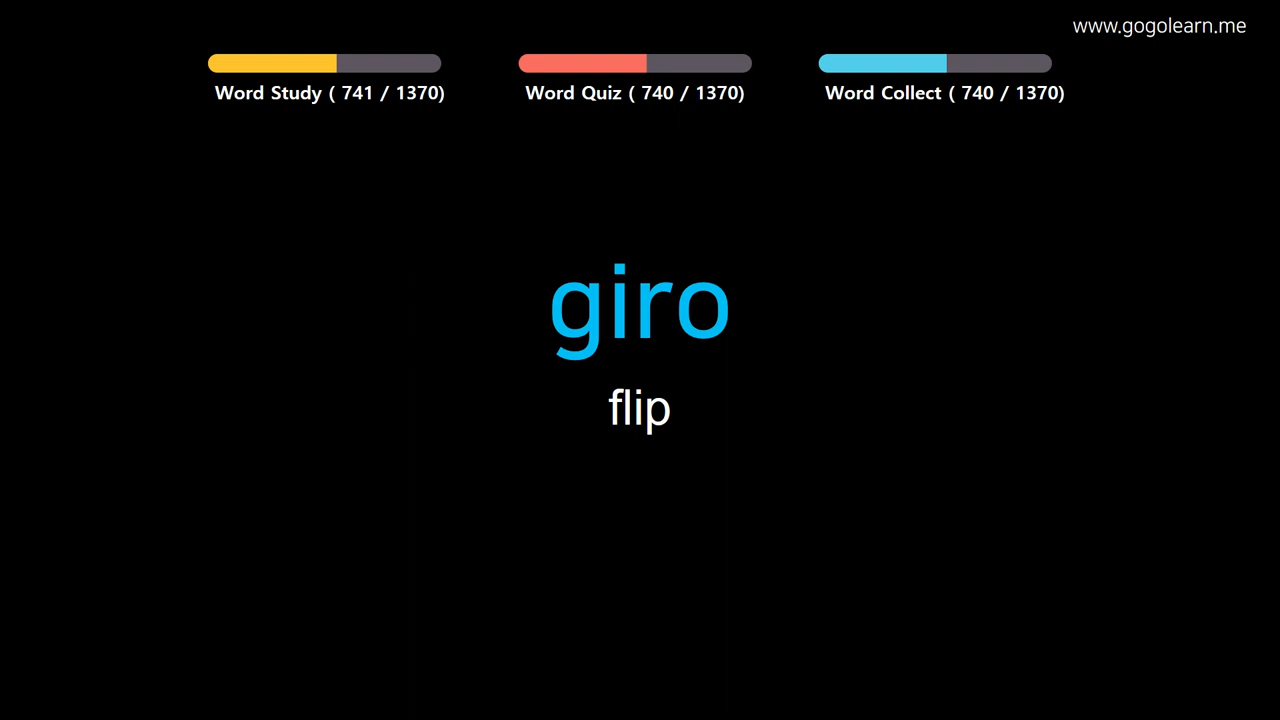 www.gogolearn.me
Word Study ( 741 / 1370)
Word Quiz ( 740 / 1370)
Word Collect ( 740 / 1370)
giro
flip